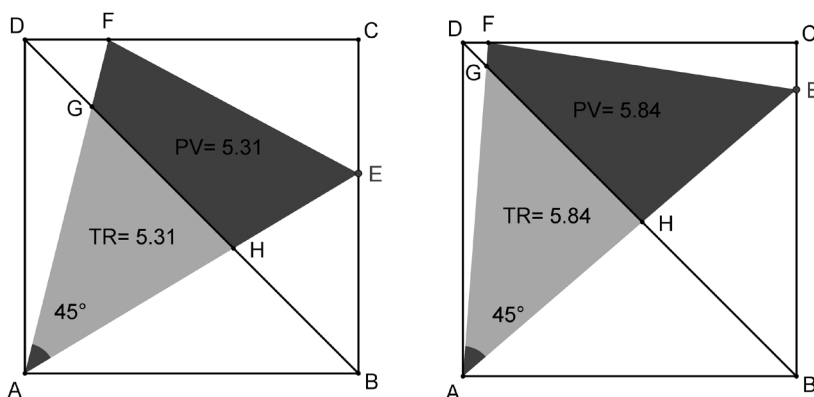 D F C
G
PV= 5.31
E
TR= 5.31
H
45°
A B
D F C
G
E
PV= 5.84
TR= 5.84
H
45°
A B